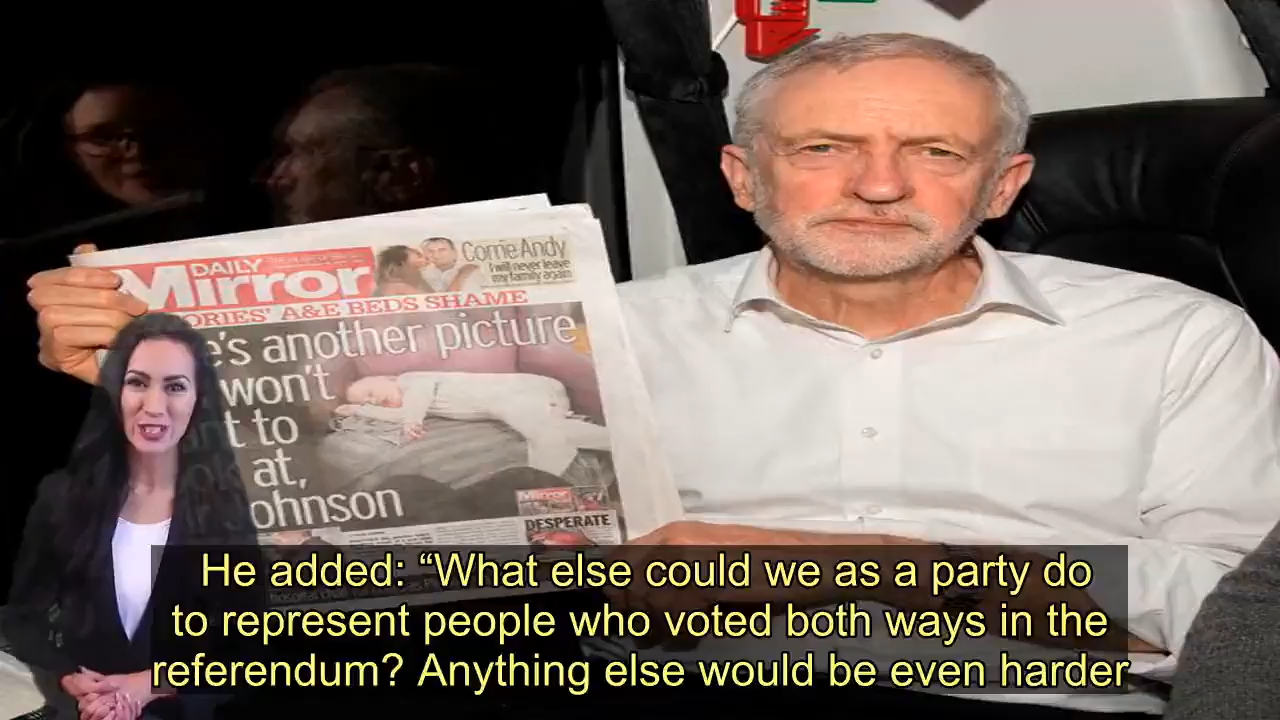 DAILY
Mirror
Corrie Andy
I will never leave
my family again
ORIES' A&E BEDS SHAME
e's another picture
won't
t to
at,
ohnson
Mirror
DESPERATE
He added: “What else could we as a party do
to represent people who voted both ways in the
referendum? Anything else would be even harder